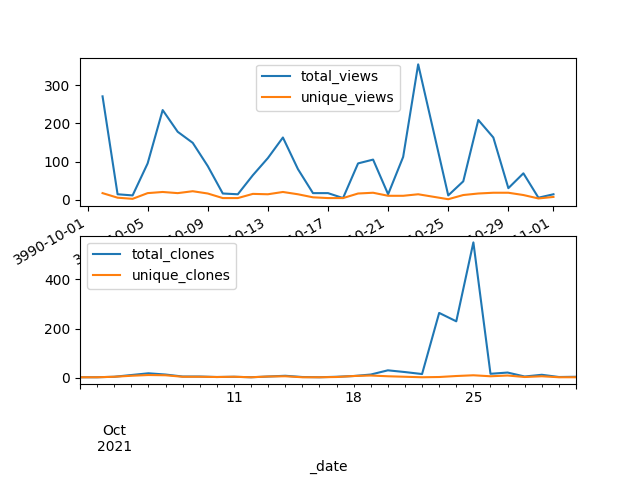 total_views
unique_views
300
200
100
0
3990-10-01
10-05
10-09
10-13
10-17
10-21
10-25
10-29
1-01
total_clones
unique_clones
400
200
0
11 18 25
Oct
2021
_date